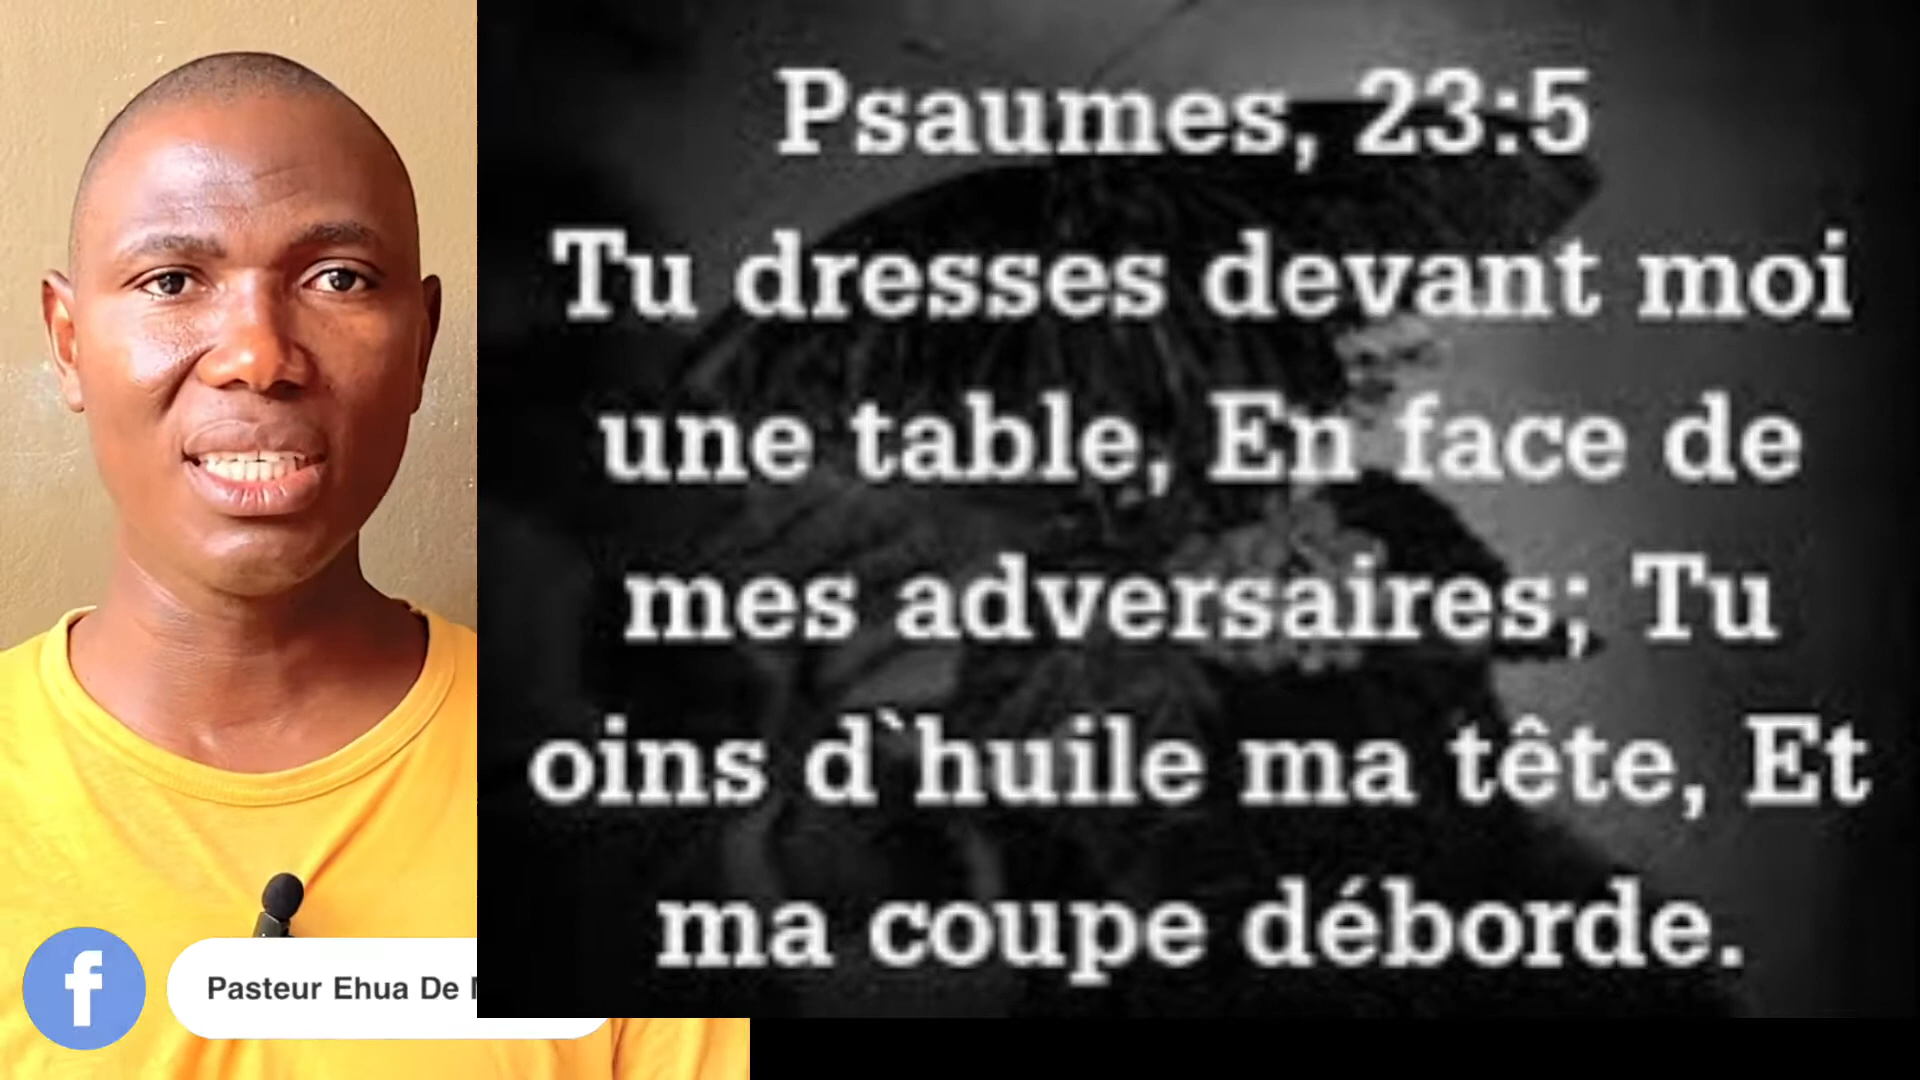 Psaumes, 23:5
Tu dresses devant moi
une table, En face de
mes adversaires; Tu
oins d`huile ma tête, Et
ma coupe déborde.
f
Pasteur Ehua De